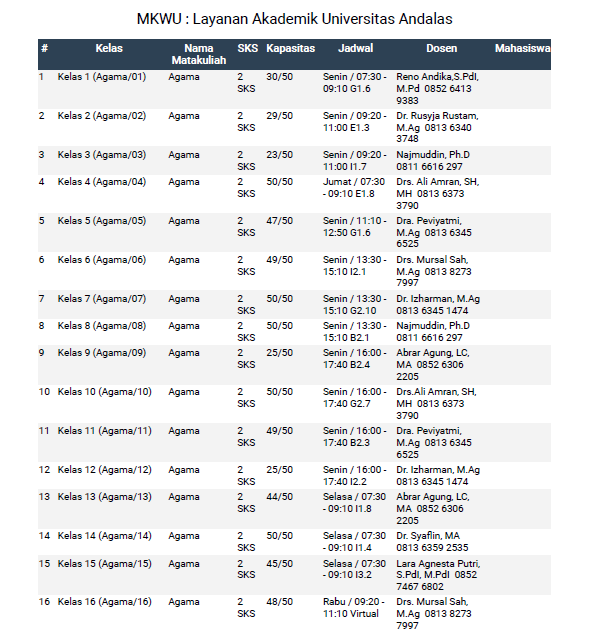 MKWU : Layanan Akademik Universitas Andalas
# Kelas Nama Matakuliah SKS Kapasitas Jadwal Dosen Mahasiswa
1 Kelas 1 (Agama/01) Agama 2 SKS 30/50 Senin / 07:30 - 09:10 G1.6 Reno Andika,S.PdI, M.Pd 0852 6413 9383
2 Kelas 2 (Agama/02) Agama 2 SKS 29/50 Senin / 09:20 - 11:00 E1.3 Dr. Rusyja Rustam, M.Ag 0813 6340 3748
3 Kelas 3 (Agama/03) Agama 2 SKS 23/50 Senin / 09:20 - 11:00 I1.7 Najmuddin, Ph.D 0811 6616 297
4 Kelas 4 (Agama/04) Agama 2 SKS 50/50 Jumat / 07:30 - 09:10 E1.8 Drs. Ali Amran, SH, MH 0813 6373 3790
5 Kelas 5 (Agama/05) Agama 2 SKS 47/50 Senin / 11:10 - 12:50 G1.6 Dra. Peviyatmi, M.Ag 0813 6345 6525
6 Kelas 6 (Agama/06) Agama 2 SKS 49/50 Senin / 13:30 - 15:10 I2.1 Drs. Mursal Sah, M.Ag 0813 8273 7997
7 Kelas 7 (Agama/07) Agama 2 SKS 50/50 Senin / 13:30 - 15:10 G2.10 Dr. Izharman, M.Ag 0813 6345 1474
8 Kelas 8 (Agama/08) Agama 2 SKS 50/50 Senin / 13:30 - 15:10 B2.1 Najmuddin, Ph.D 0811 6616 297
9 Kelas 9 (Agama/09) Agama 2 SKS 25/50 Senin / 16:00 - 17:40 B2.4 Abrar Agung, LC, MA 0852 6306 2205
10 Kelas 10 (Agama/10) Agama 2 SKS 50/50 Senin / 16:00 - 17:40 G2.7 Drs.Ali Amran, SH, MH 0813 6373 3790
11 Kelas 11 (Agama/11) Agama 2 SKS 49/50 Senin / 16:00 - 17:40 B2.3 Dra. Peviyatmi, M.Ag 0813 6345 6525
12 Kelas 12 (Agama/12) Agama 2 SKS 25/50 Senin / 16:00 - 17:40 I2.2 Dr. Izharman, M.Ag 0813 6345 1474
13 Kelas 13 (Agama/13) Agama 2 SKS 44/50 Selasa / 07:30 - 09:10 I1.8 Abrar Agung, LC, MA 0852 6306 2205
14 Kelas 14 (Agama/14) Agama 2 SKS 50/50 Selasa / 07:30 - 09:10 I1.4 Dr. Syaflin, MA 0813 6359 2535
15 Kelas 15 (Agama/15) Agama 2 SKS 45/50 Selasa / 07:30 - 09:10 I3.2 Lara Agnesta Putri, S.PdI, M.PdI 0852 7467 6802
16 Kelas 16 (Agama/16) Agama 2 SKS 48/50 Rabu / 09:20 - 11:10 Virtual Drs. Mursal Sah, M.Ag 0813 8273 7997